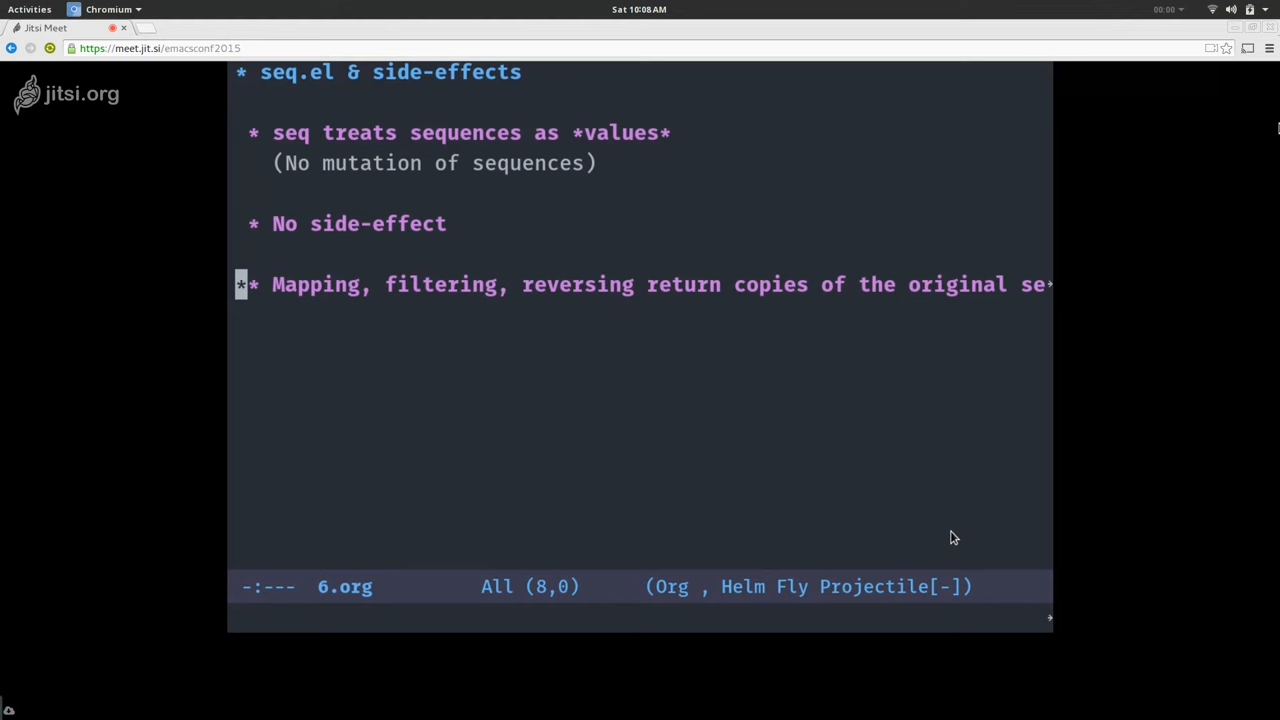 Activities Chromium Sat 10:08 AM 00:00
Jitsi Meet
https://meet.jit.si/emacsconf2015
jitsi.org
* seq.el & side-effects
* seq treats sequences as *values*
(No mutation of sequences)
* No side-effect
** Mapping, filtering, reversing return copies of the original se
-:--- 6.org All (8,0) (Org , Helm Fly Projectile[-])